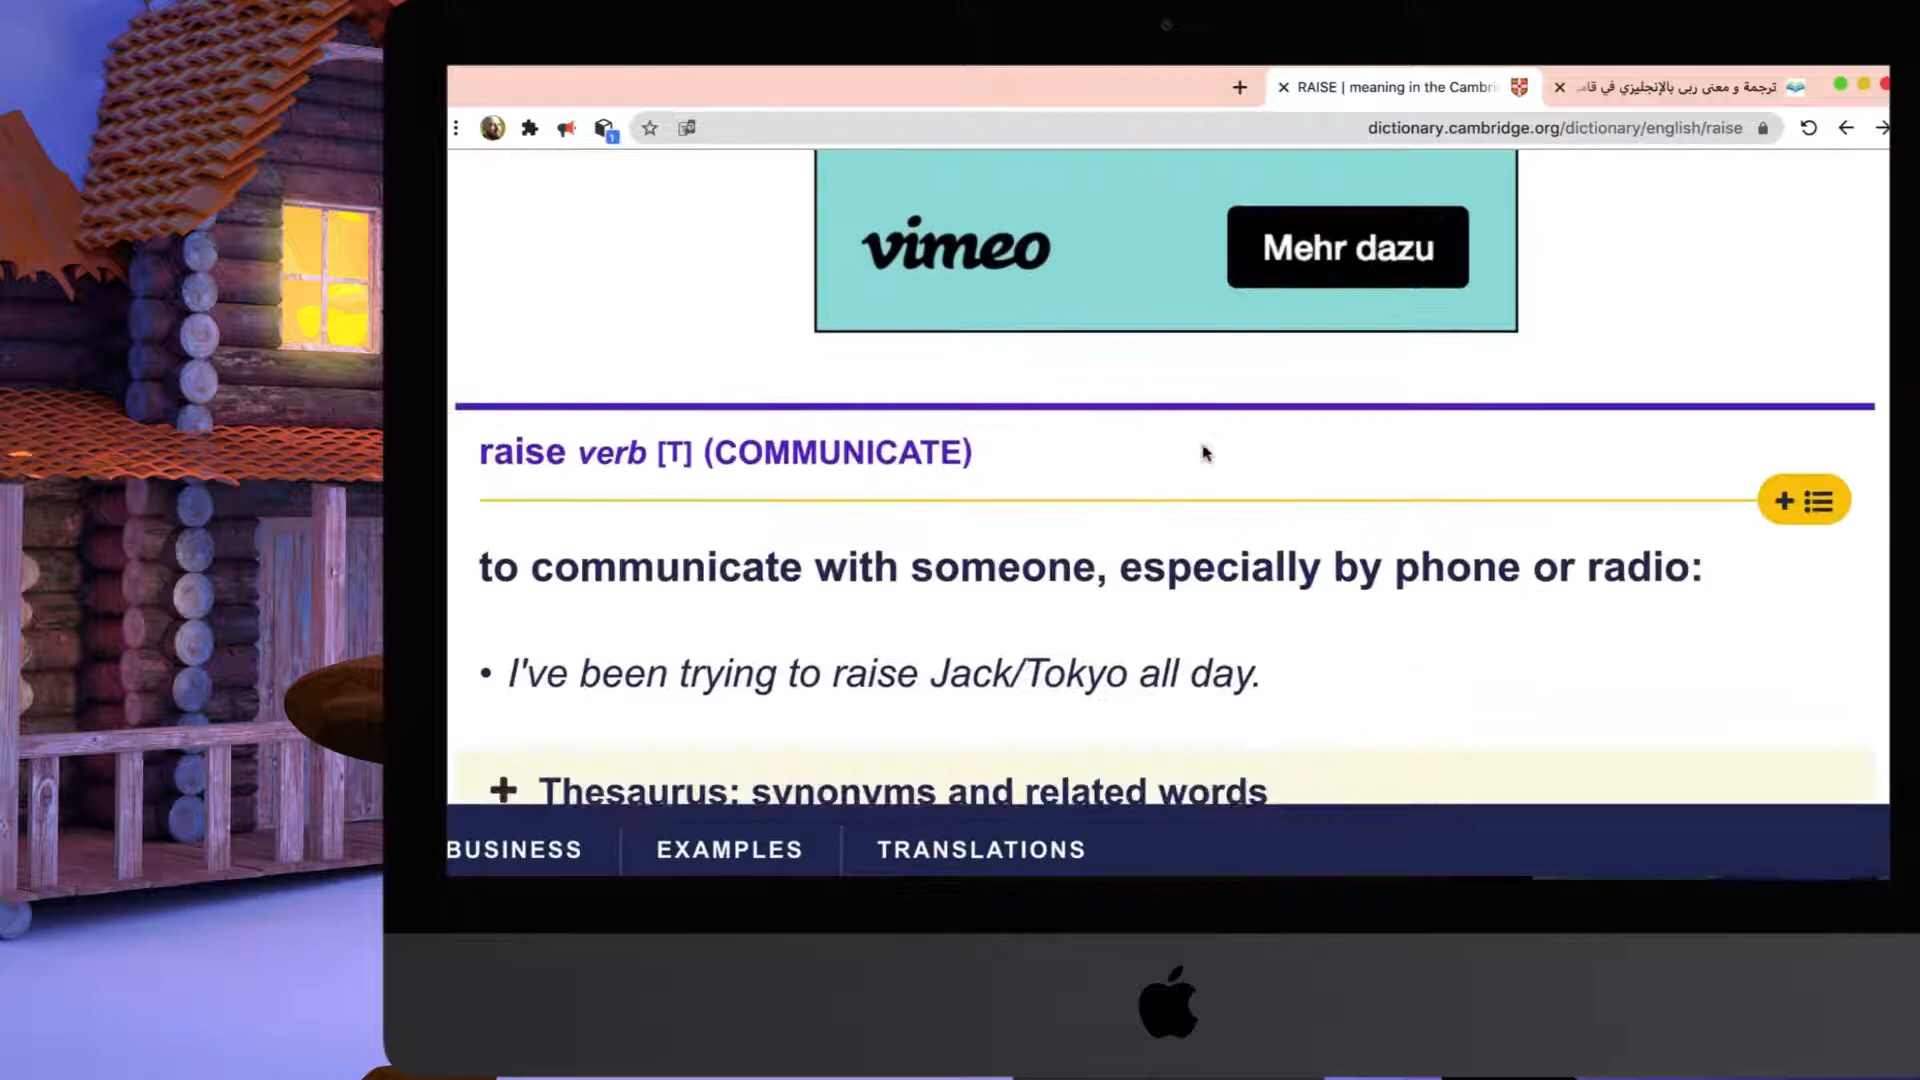 RAISE | meaning in the Cambri
ترجمة و معنى ربى بالإنجليزي في قام
1
dictionary.cambridge.org/dictionary/english/raise
vimeo
Mehr dazu
raise verb [T] (COMMUNICATE)
to communicate with someone, especially by phone or radio:
• I've been trying to raise Jack/Tokyo all day.
Thesaurus: synonyms and related words
BUSINESS
EXAMPLES
TRANSLATIONS